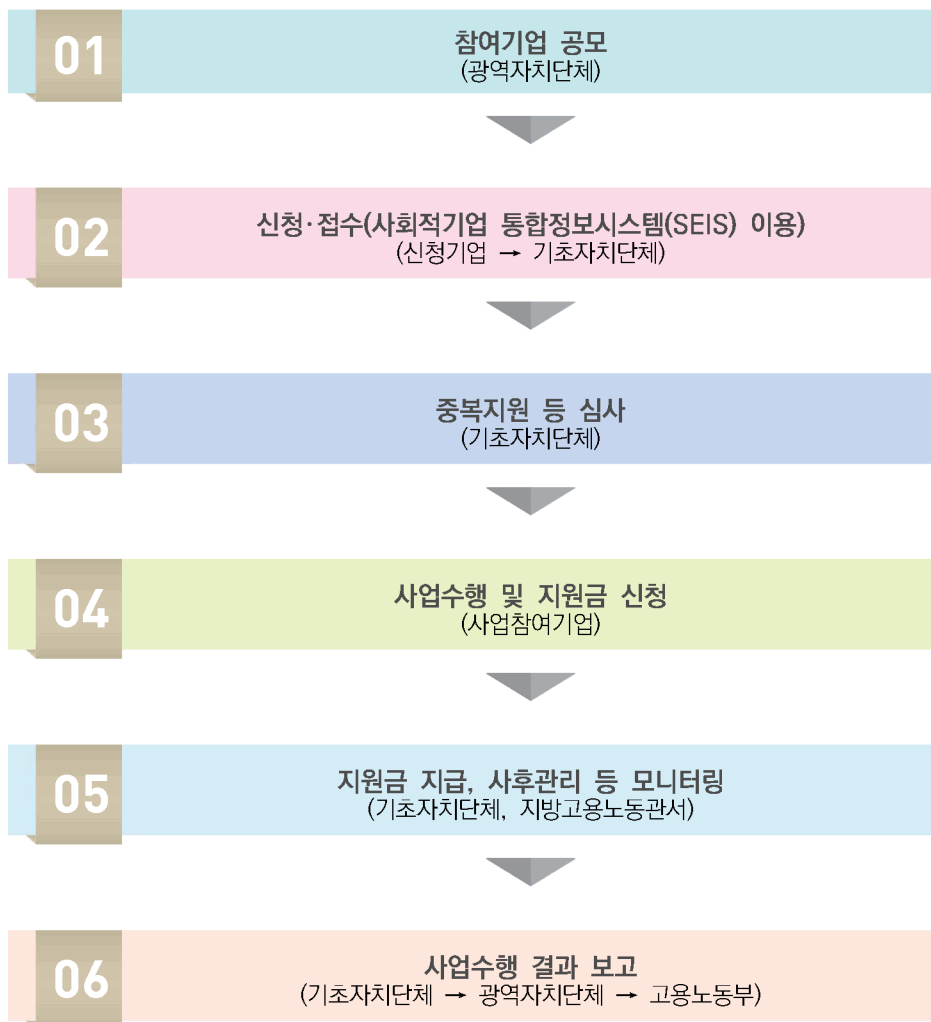 01
참여기업 공모
(광역자치단체)
02
신청·접수(사회적기업 통합정보시스템(SEIS) 이용)
(신청기업 → 기초자치단체)
03
중복지원 등 심사
(기초자치단체)
04
사업수행 및 지원금 신청
(사업참여기업)
05
지원금 지급, 사후관리 등 모니터링
(기초자치단체, 지방고용노동관서)
06
사업수행 결과 보고
(기초자치단체 → 광역자치단체 → 고용노동부)